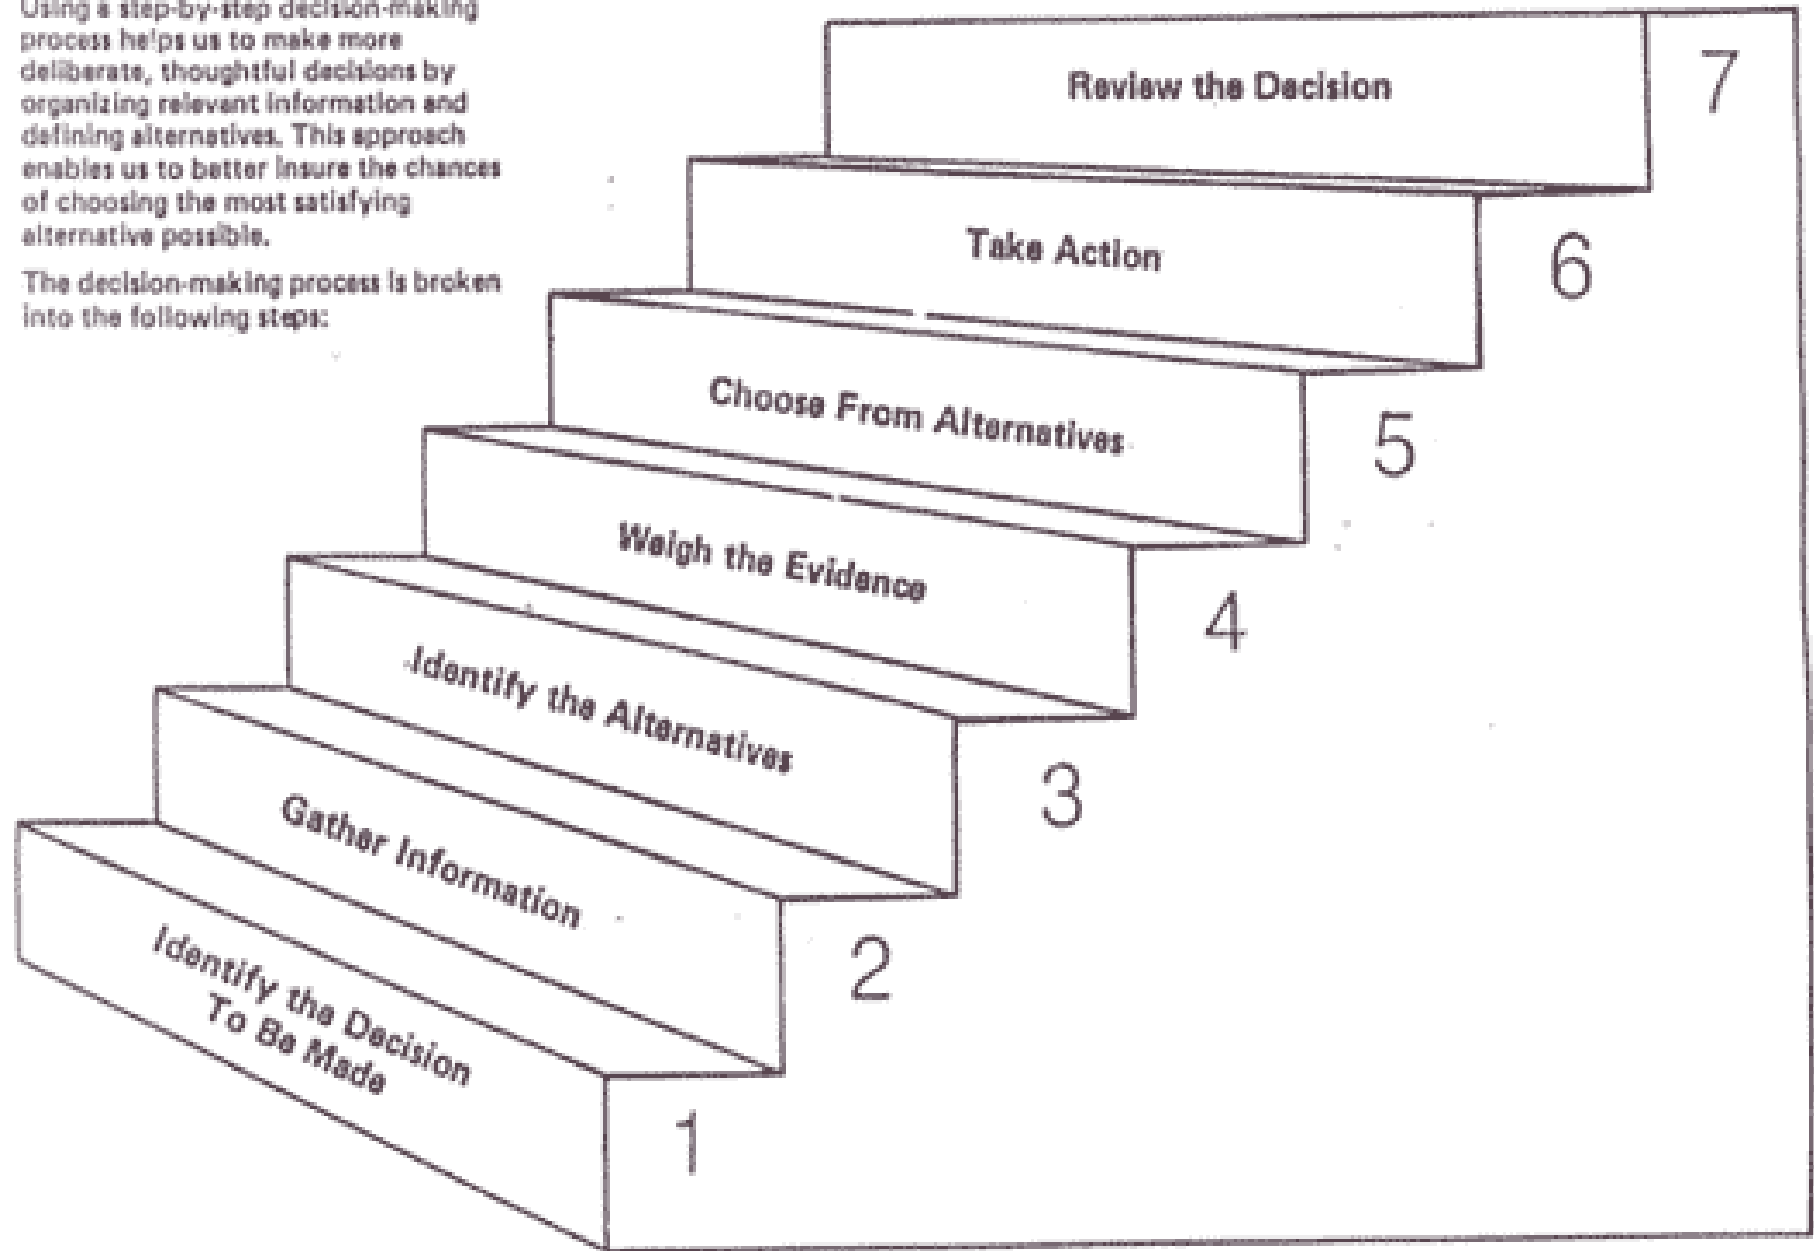 Using a step-by-step decision-making
process helps us to make more
deliberate, thoughtful decisions by
organizing relevant information and
defining alternatives. This approach
enables us to better insure the chances
of choosing the most satisfying
alternative possible.
The decision-making process is broken
into the following steps:
Review the Decision
7
Take Action
6
Choose From Alternatives
5
Weigh the Evidence
4
Identify the Alternatives
3
Gather Information
2
Identify the Decision
To Be Made
1